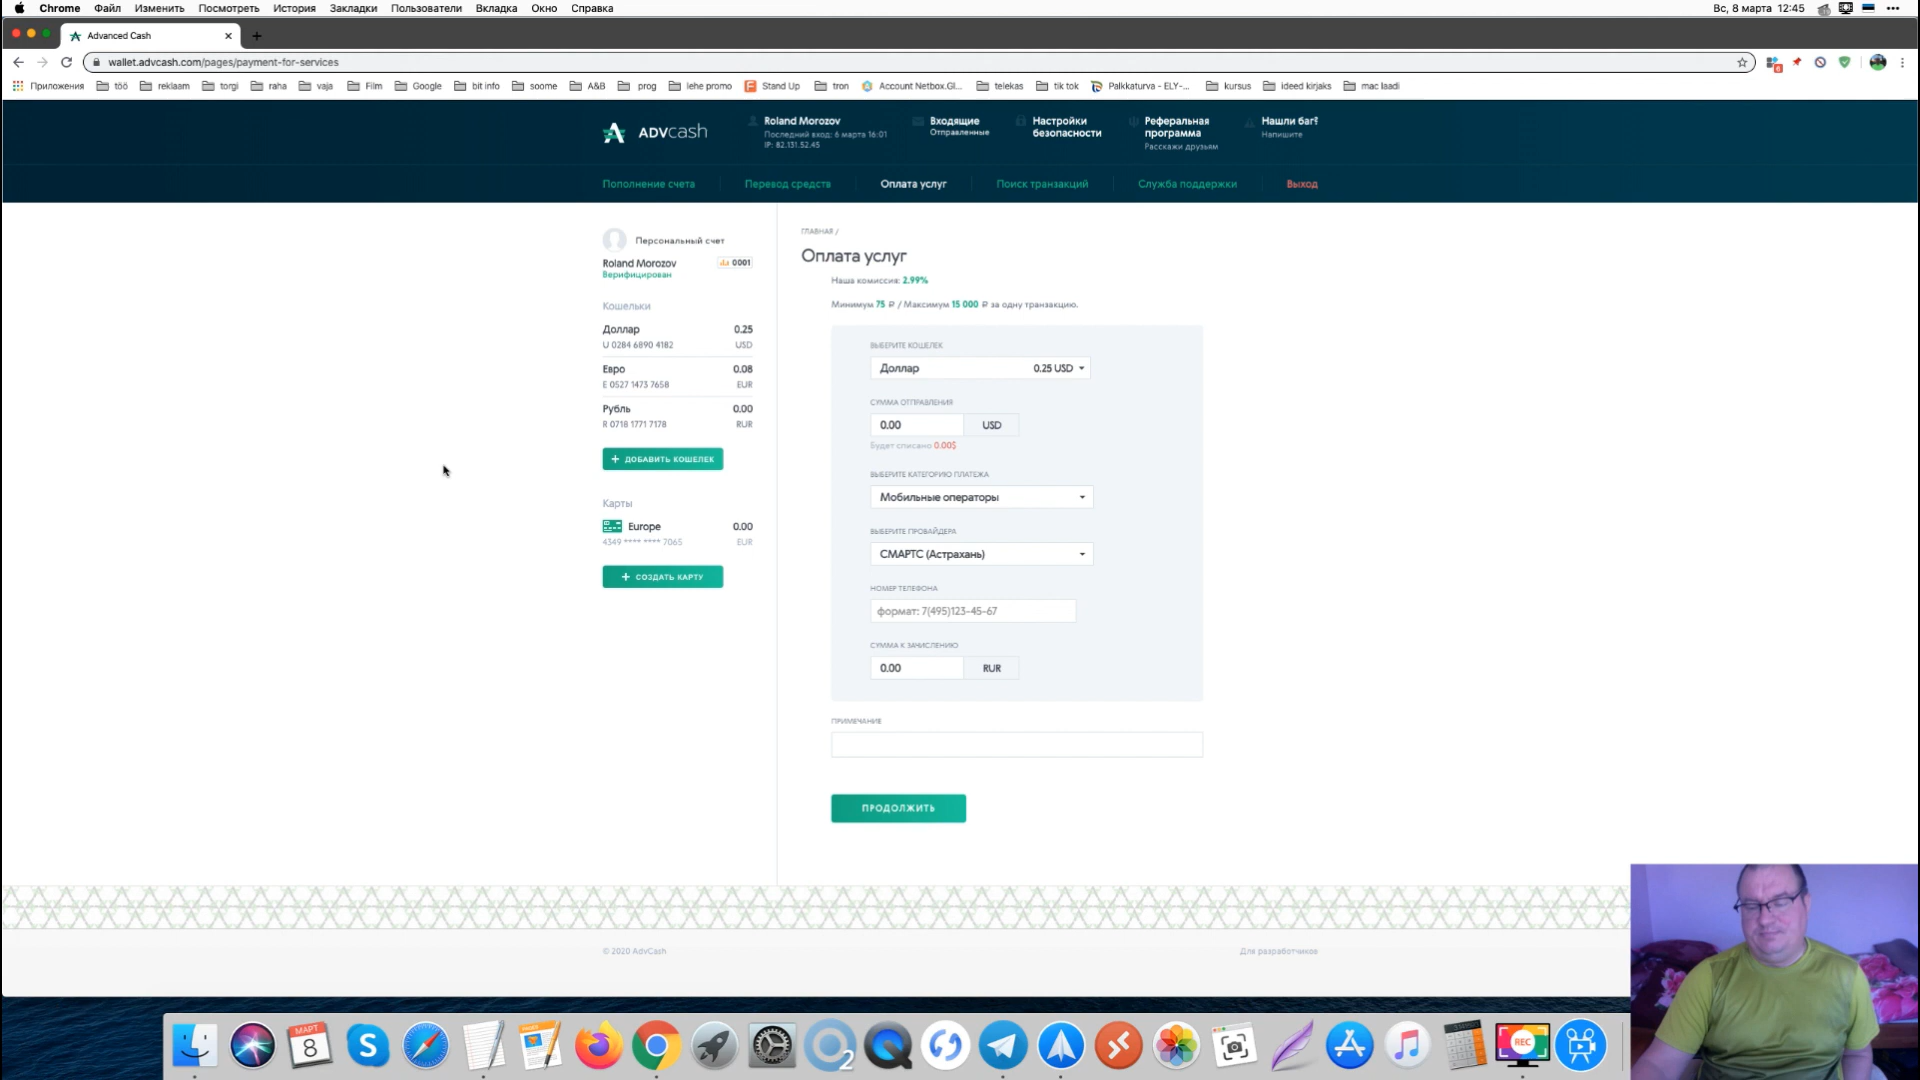 Chrome Файл Изменить Посмотреть История Закладки Пользователи Вкладка Окно Справка Вс, 8 марта 12:45
Advanced Cash
wallet.advcash.com/pages/payment-for-services
Приложения töö reklaam torgi raha vaja Film Google bit info soome A&B prog lehe promo Stand Up tron Account Netbox.Gl... telekas tik tok Palkkaturva - ELY-... kursus ideed kirjaks mac laadi
ADVcash
Roland Morozov
Последний вход: 6 марта 16:01
IP: 82.131.52.45
Входящие
Отправленные
Настройки
безопасности
Реферальная
программа
Расскажи друзьям
Нашли баг?
Напишите
Пополнение счета Перевод средств Оплата услуг Поиск транзакций Служба поддержки Выход
Персональный счет
Roland Morozov 0001
Верифицирован
Кошельки
Доллар 0.25
U 0284 6890 4182 USD
Евро 0.08
E 0527 1473 7658 EUR
Рубль 0.00
R 0718 1771 7178 RUR
+ ДОБАВИТЬ КОШЕЛЕК
Карты
Europe 0.00
4349 **** **** 7065 EUR
+ СОЗДАТЬ КАРТУ
ГЛАВНАЯ /
Оплата услуг
Наша комиссия: 2.99%
Минимум 75 ₽ / Максимум 15 000 ₽ за одну транзакцию.
ВЫБЕРИТЕ КОШЕЛЕК
Доллар 0.25 USD
СУММА ОТПРАВЛЕНИЯ
0.00 USD
Будет списано 0.00$
ВЫБЕРИТЕ КАТЕГОРИЮ ПЛАТЕЖА
Мобильные операторы
ВЫБЕРИТЕ ПРОВАЙДЕРА
СМАРТС (Астрахань)
НОМЕР ТЕЛЕФОНА
формат: 7(495)123-45-67
СУММА К ЗАЧИСЛЕНИЮ
0.00 RUR
ПРИМЕЧАНИЕ
ПРОДОЛЖИТЬ
© 2020 AdvCash Для разработчиков
МАРТ
8
2
REC